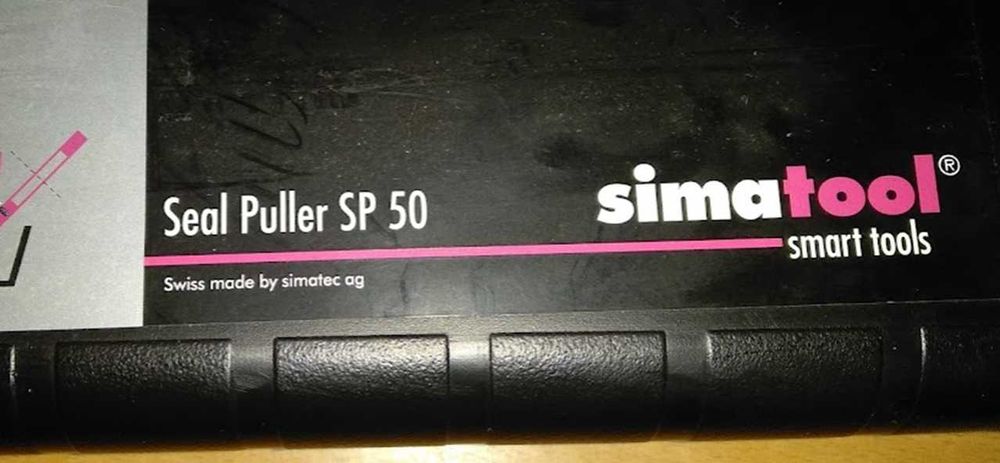 Seal Puller SP 50
simatool®
smart tools
Swiss made by simatec ag